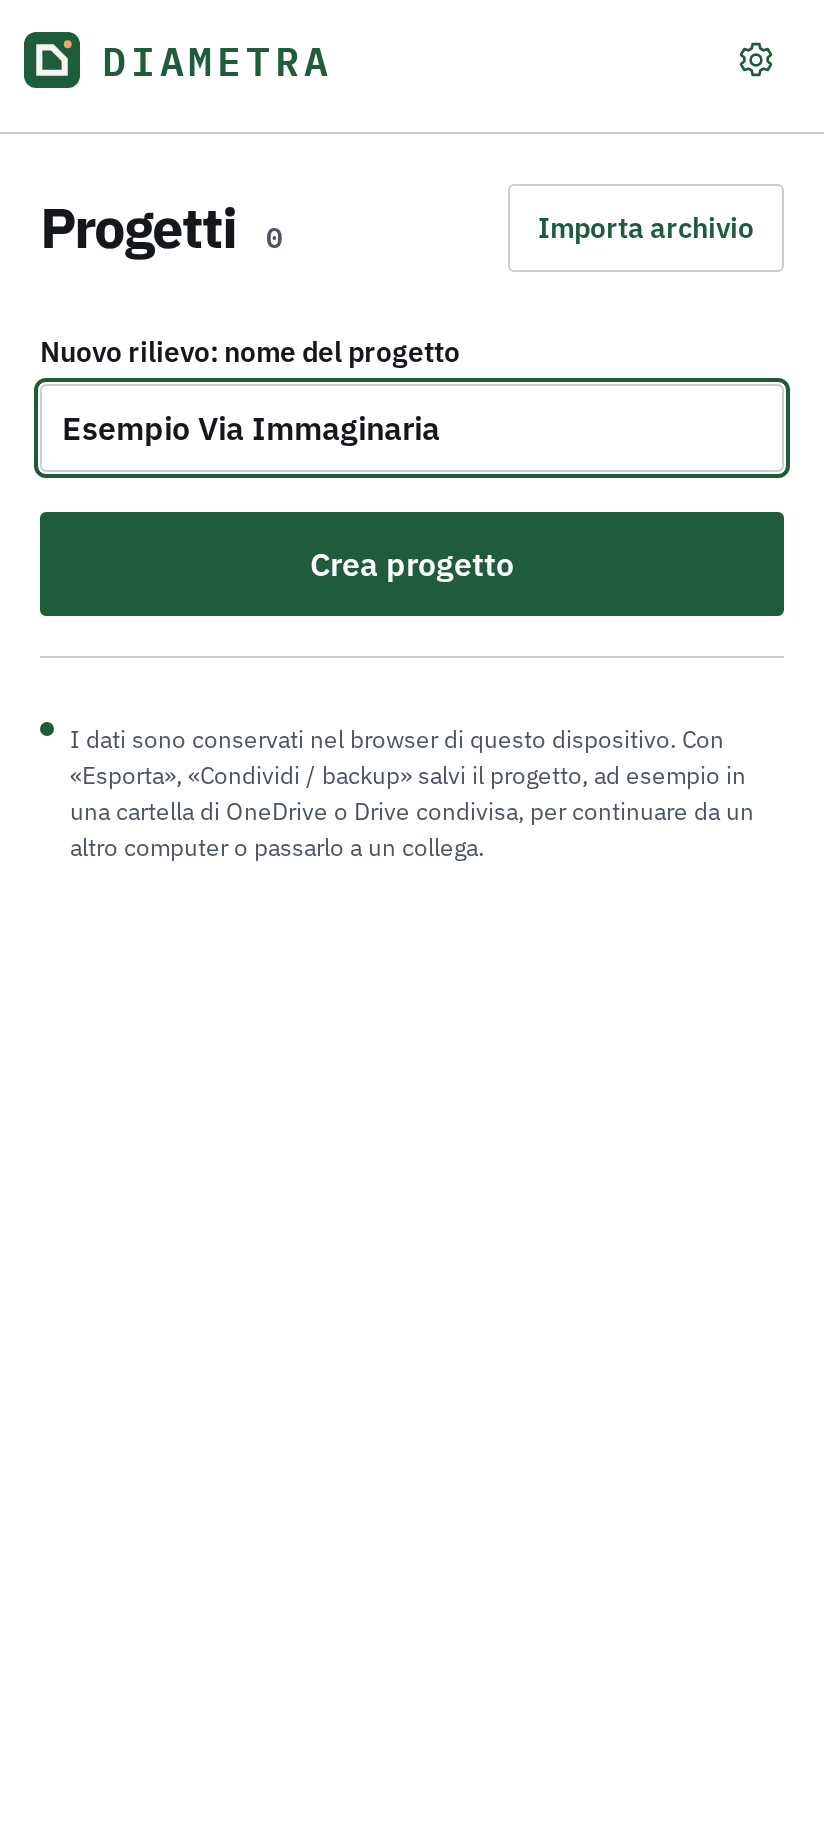 DIAMETRA
Progetti 0
Importa archivio
Nuovo rilievo: nome del progetto
Esempio Via Immaginaria
Crea progetto
I dati sono conservati nel browser di questo dispositivo. Con
«Esporta», «Condividi / backup» salvi il progetto, ad esempio in
una cartella di OneDrive o Drive condivisa, per continuare da un
altro computer o passarlo a un collega.